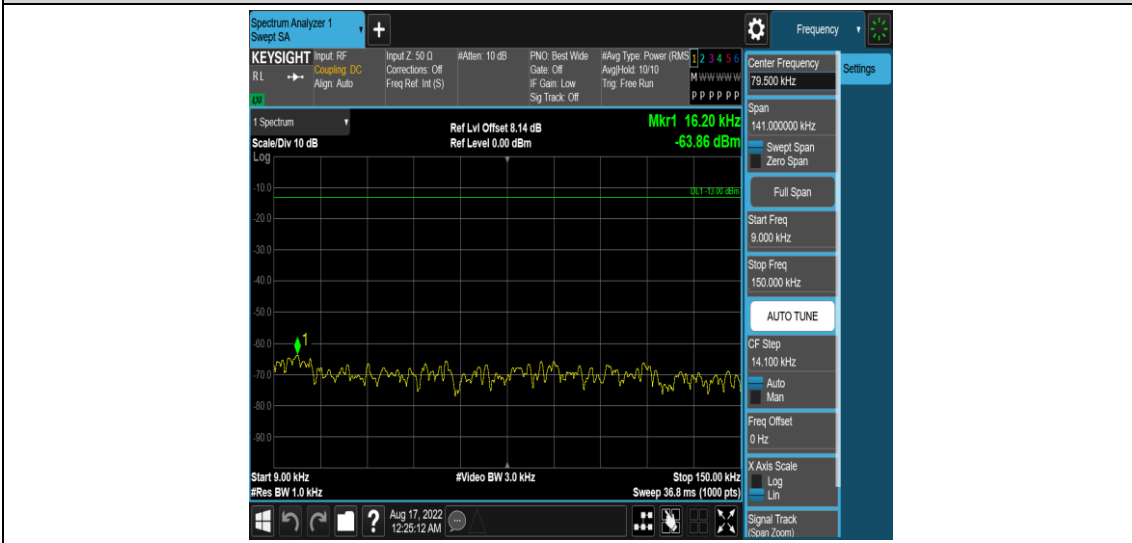 Spectrum Analyzer 1
Swept SA
+
Frequency
KEYSIGHT
R L
LXI
Input: RF
Coupling: DC
Align: Auto
Input Z: 50 Ω
Corrections: Off
Freq Ref: Int (S)
#Atten: 10 dB
PNO: Best Wide
Gate: Off
IF Gain: Low
Sig Track: Off
#Avg Type: Power (RMS
Avg|Hold: 10/10
Trig: Free Run
1 2 3 4 5 6
M W W W W W
P P P P P P
Center Frequency
79.500 kHz
Settings
Span
141.000000 kHz
Swept Span
Zero Span
Full Span
Start Freq
9.000 kHz
Stop Freq
150.000 kHz
AUTO TUNE
CF Step
14.100 kHz
Auto
Man
Freq Offset
0 Hz
X Axis Scale
Log
Lin
Signal Track
(Span Zoom)
1 Spectrum
Scale/Div 10 dB
Log
Ref Lvl Offset 8.14 dB
Ref Level 0.00 dBm
Mkr1 16.20 kHz
-63.86 dBm
DL1 -13.00 dBm
-10.0
-20.0
-30.0
-40.0
-50.0
-60.0
1
-70.0
-80.0
-90.0
Start 9.00 kHz
#Res BW 1.0 kHz
#Video BW 3.0 kHz
Stop 150.00 kHz
Sweep 36.8 ms (1000 pts)
?
Aug 17, 2022
12:25:12 AM